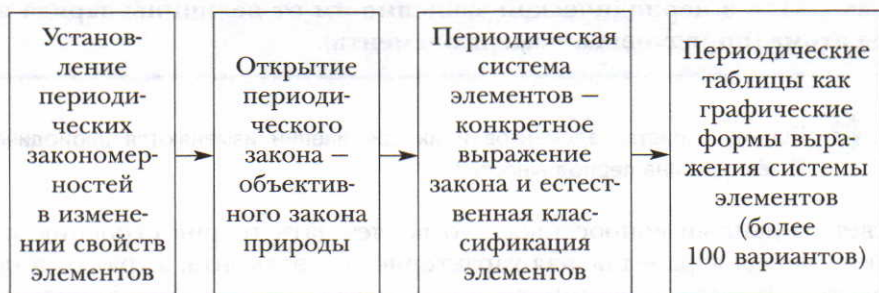 Установ-
ление
периоди-
ческих
закономер-
ностей
в измене-
нии свойств
элементов
Открытие
периоди-
ческого
закона –
объектив-
ного закона
природы
Периодическая
система
элементов –
конкретное
выражение
закона и естест-
венная клас-
сификация
элементов
Периодические
таблицы как
графические
формы выра-
жения системы
элементов
(более
100 вариантов)